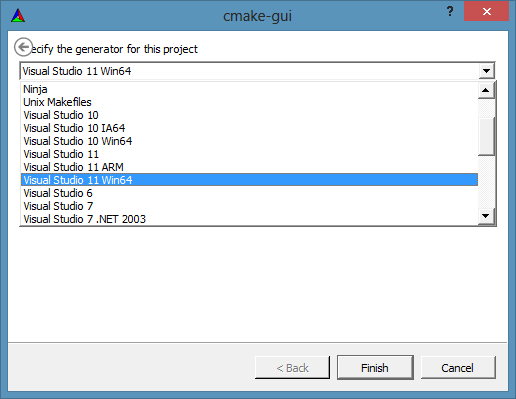 cmake-gui
?
ecify the generator for this project
Visual Studio 11 Win64
Ninja
Unix Makefiles
Visual Studio 10
Visual Studio 10 IA64
Visual Studio 10 Win64
Visual Studio 11
Visual Studio 11 ARM
Visual Studio 11 Win64
Visual Studio 6
Visual Studio 7
Visual Studio 7 .NET 2003
< Back
Finish
Cancel